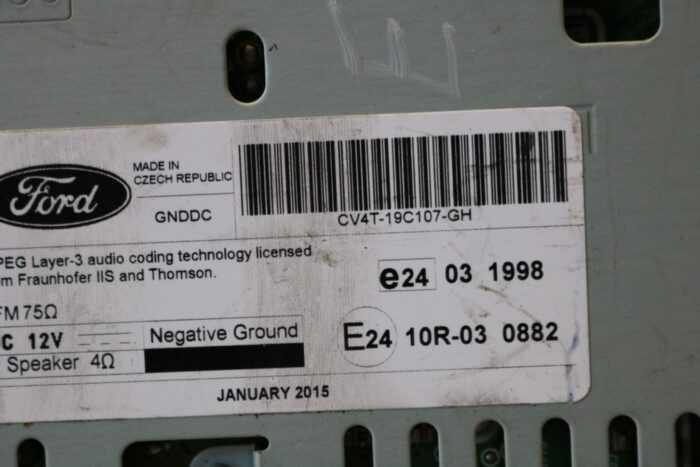 Ford
MADE IN
CZECH REPUBLIC
GNDDC
CV4T-19C107-GH
PEG Layer-3 audio coding technology licensed
m Fraunhofer IIS and Thomson.
e24 03 1998
FM 75Ω
C 12V
Negative Ground
E24 10R-03 0882
Speaker 4Ω
JANUARY 2015